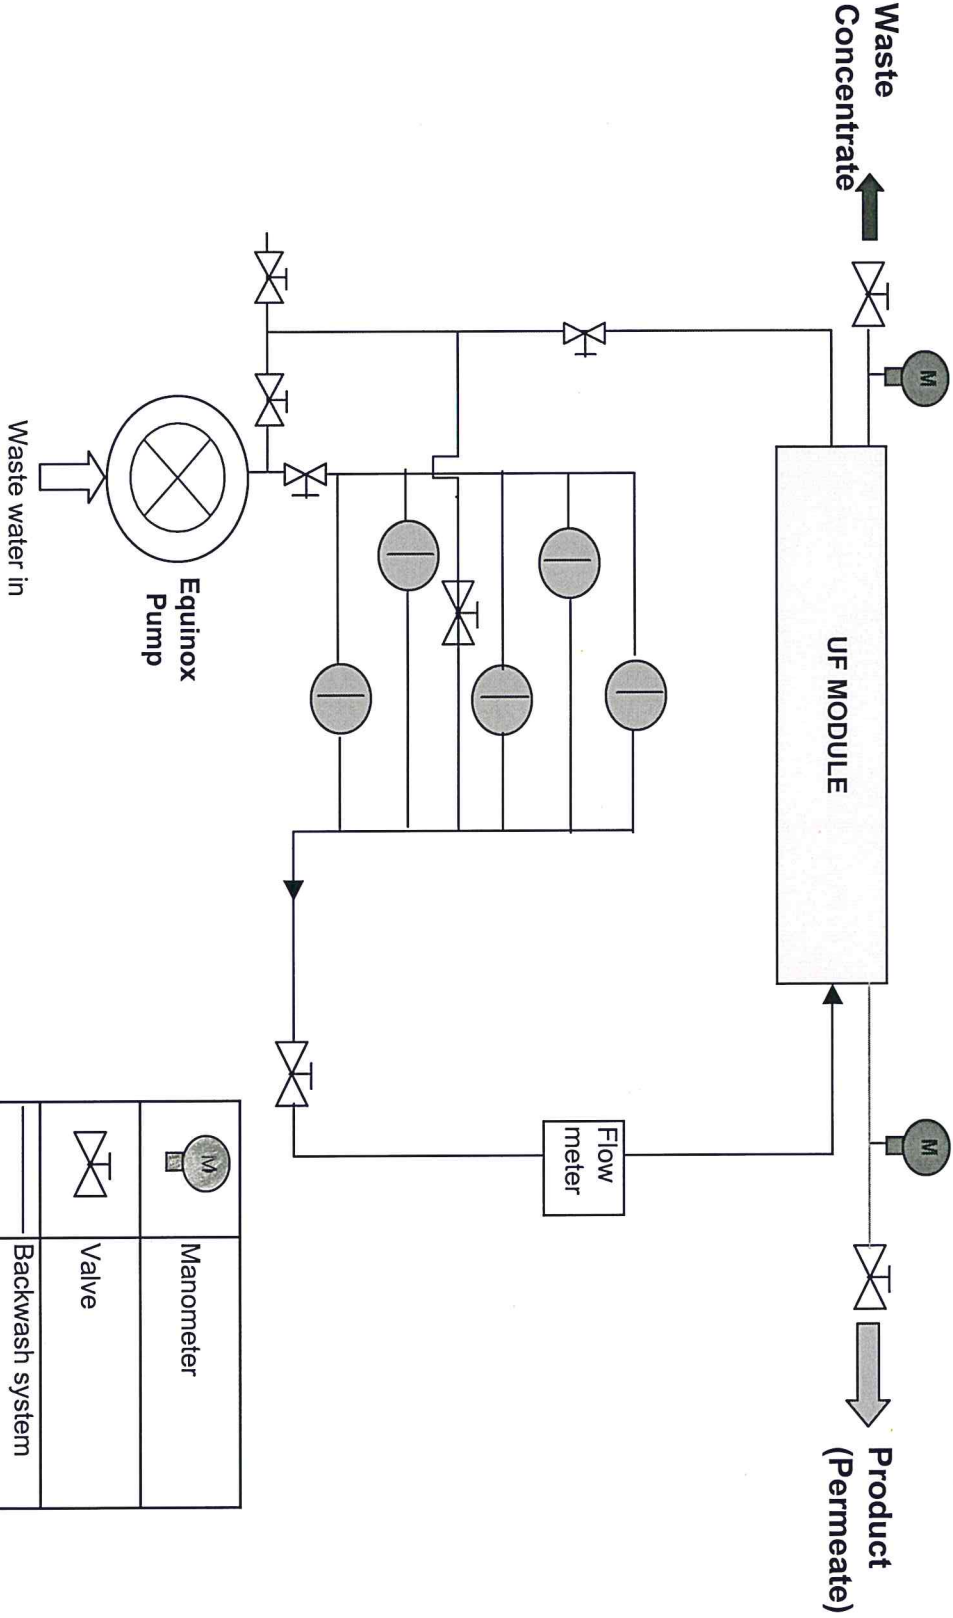 Waste
Concentrate
M
UF MODULE
M
Product
(Permeate)
Flow
meter
Equinox
Pump
Waste water in
M
Manometer
Valve
Backwash system